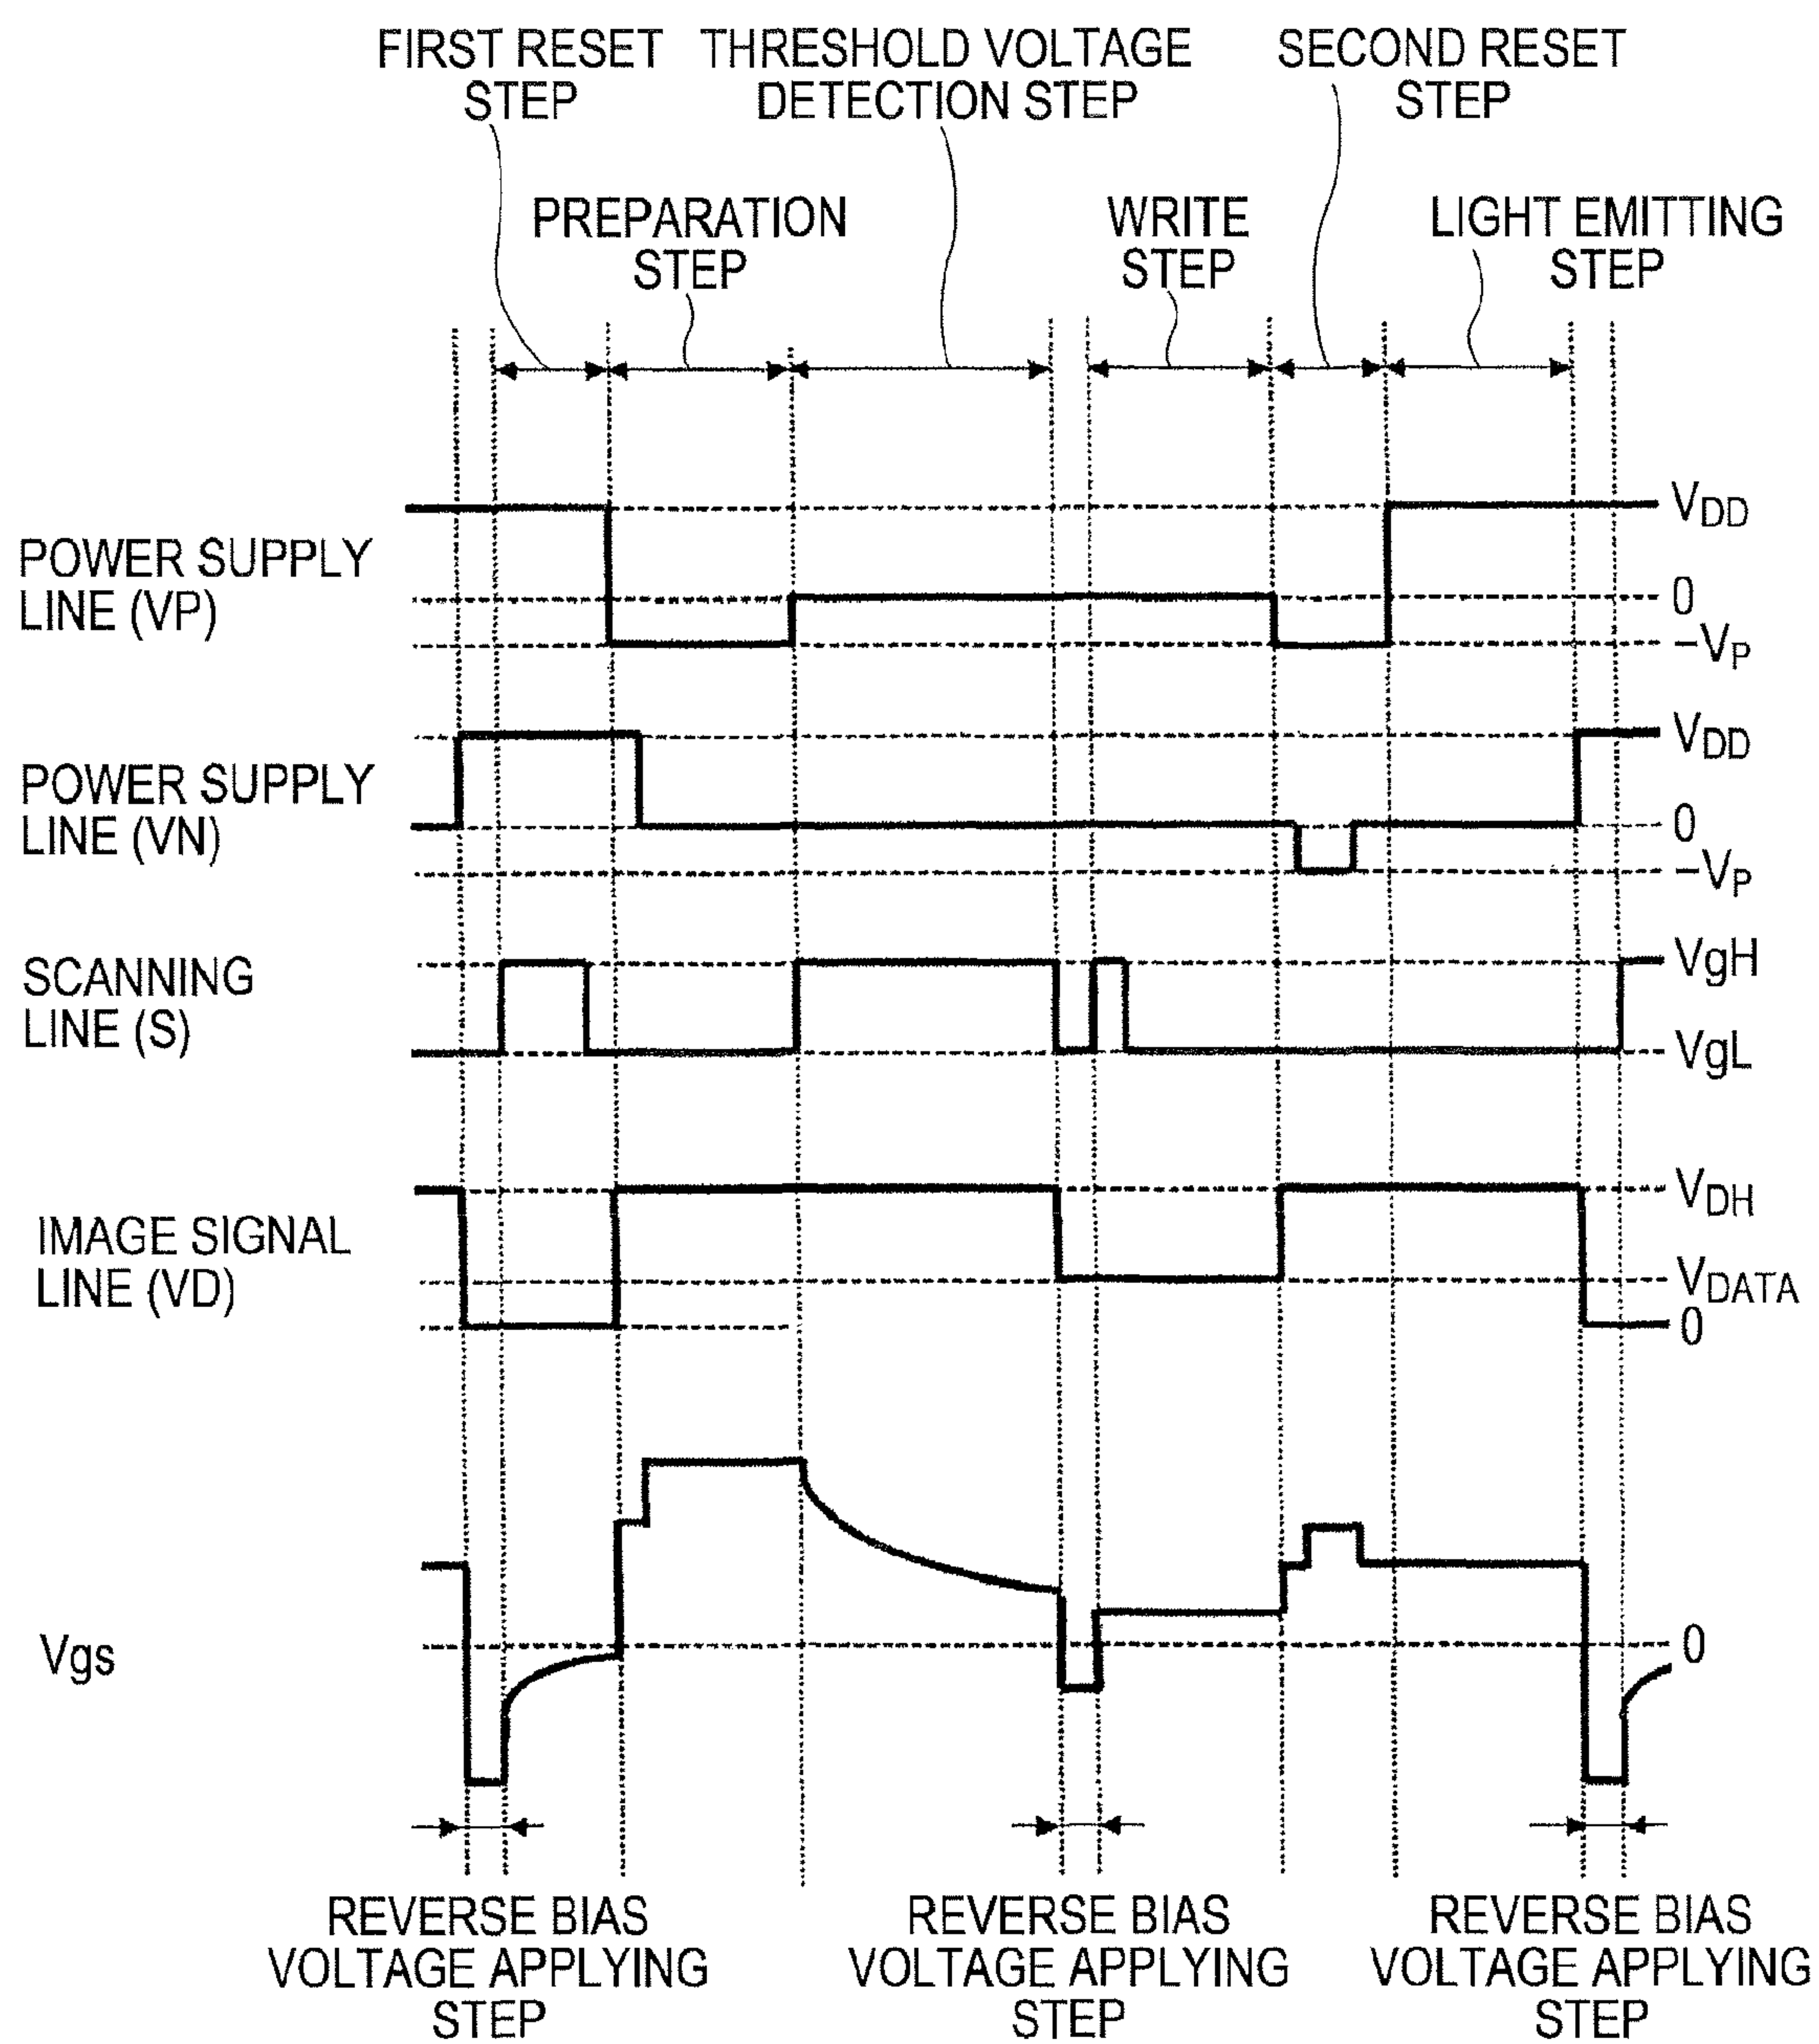 FIRST RESET
STEP
THRESHOLD VOLTAGE
DETECTION STEP
SECOND RESET
STEP
PREPARATION
STEP
WRITE
STEP
LIGHT EMITTING
STEP
POWER SUPPLY
LINE (VP)
VDD
0
–VP
POWER SUPPLY
LINE (VN)
VDD
0
–VP
SCANNING
LINE (S)
VgH
VgL
IMAGE SIGNAL
LINE (VD)
VDH
VDATA
0
Vgs
0
REVERSE BIAS
VOLTAGE APPLYING
STEP
REVERSE BIAS
VOLTAGE APPLYING
STEP
REVERSE BIAS
VOLTAGE APPLYING
STEP